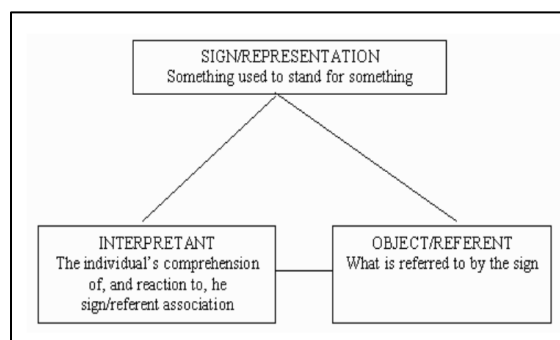 SIGN/REPRESENTATION
Something used to stand for something
INTERPRETANT
The individual's comprehension
of, and reaction to, he
sign/referent association
OBJECT/REFERENT
What is referred to by the sign